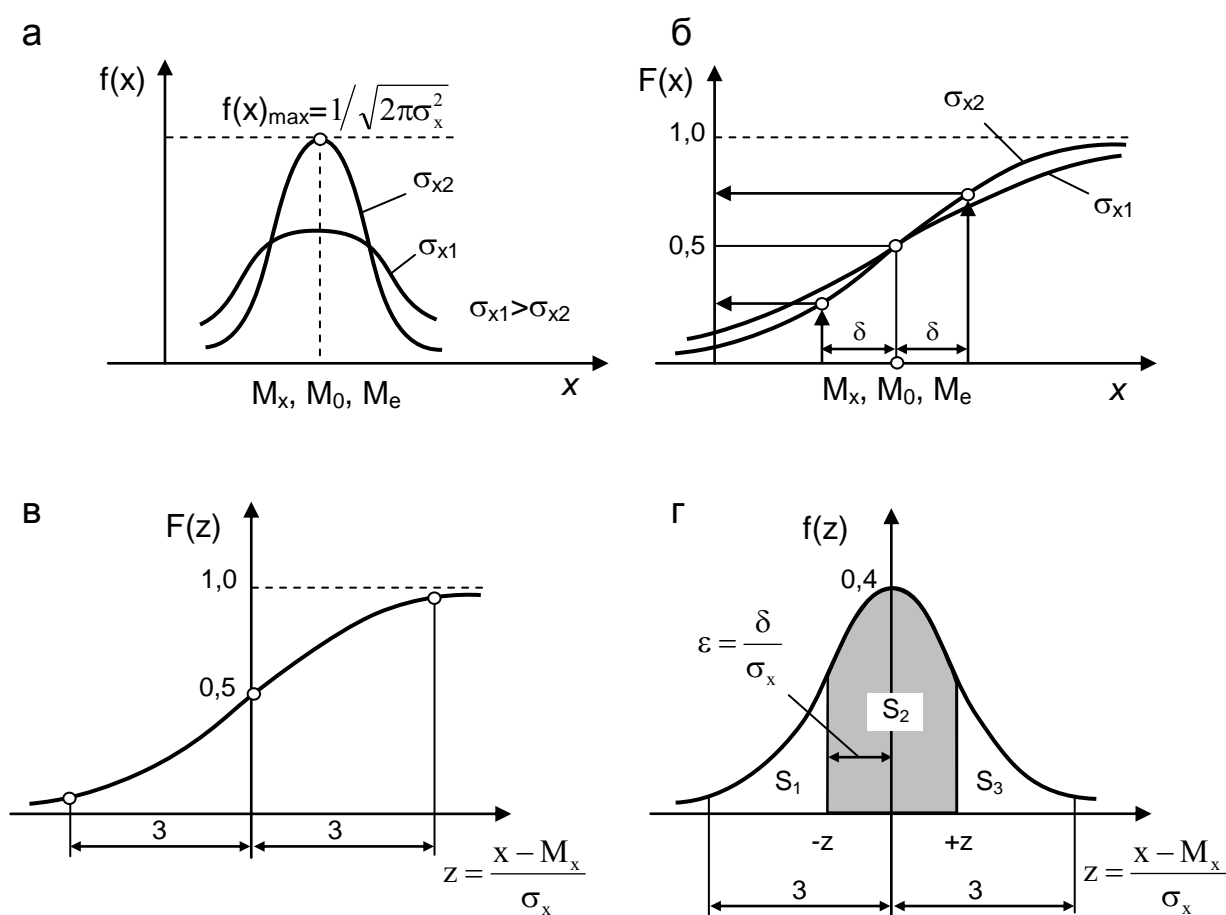 а
f(x)
f(x)max=1/√(2πσx²)
σx2
σx1
σx1>σx2
Mx, M0, Me
x
б
F(x)
1,0
σx2
σx1
0,5
δ δ
Mx, M0, Me
x
в
F(z)
1,0
0,5
3 3
z = (x − Mx)/σx
г
f(z)
0,4
ε = δ/σx
S2
S1
S3
-z +z
3 3
z = (x − Mx)/σx